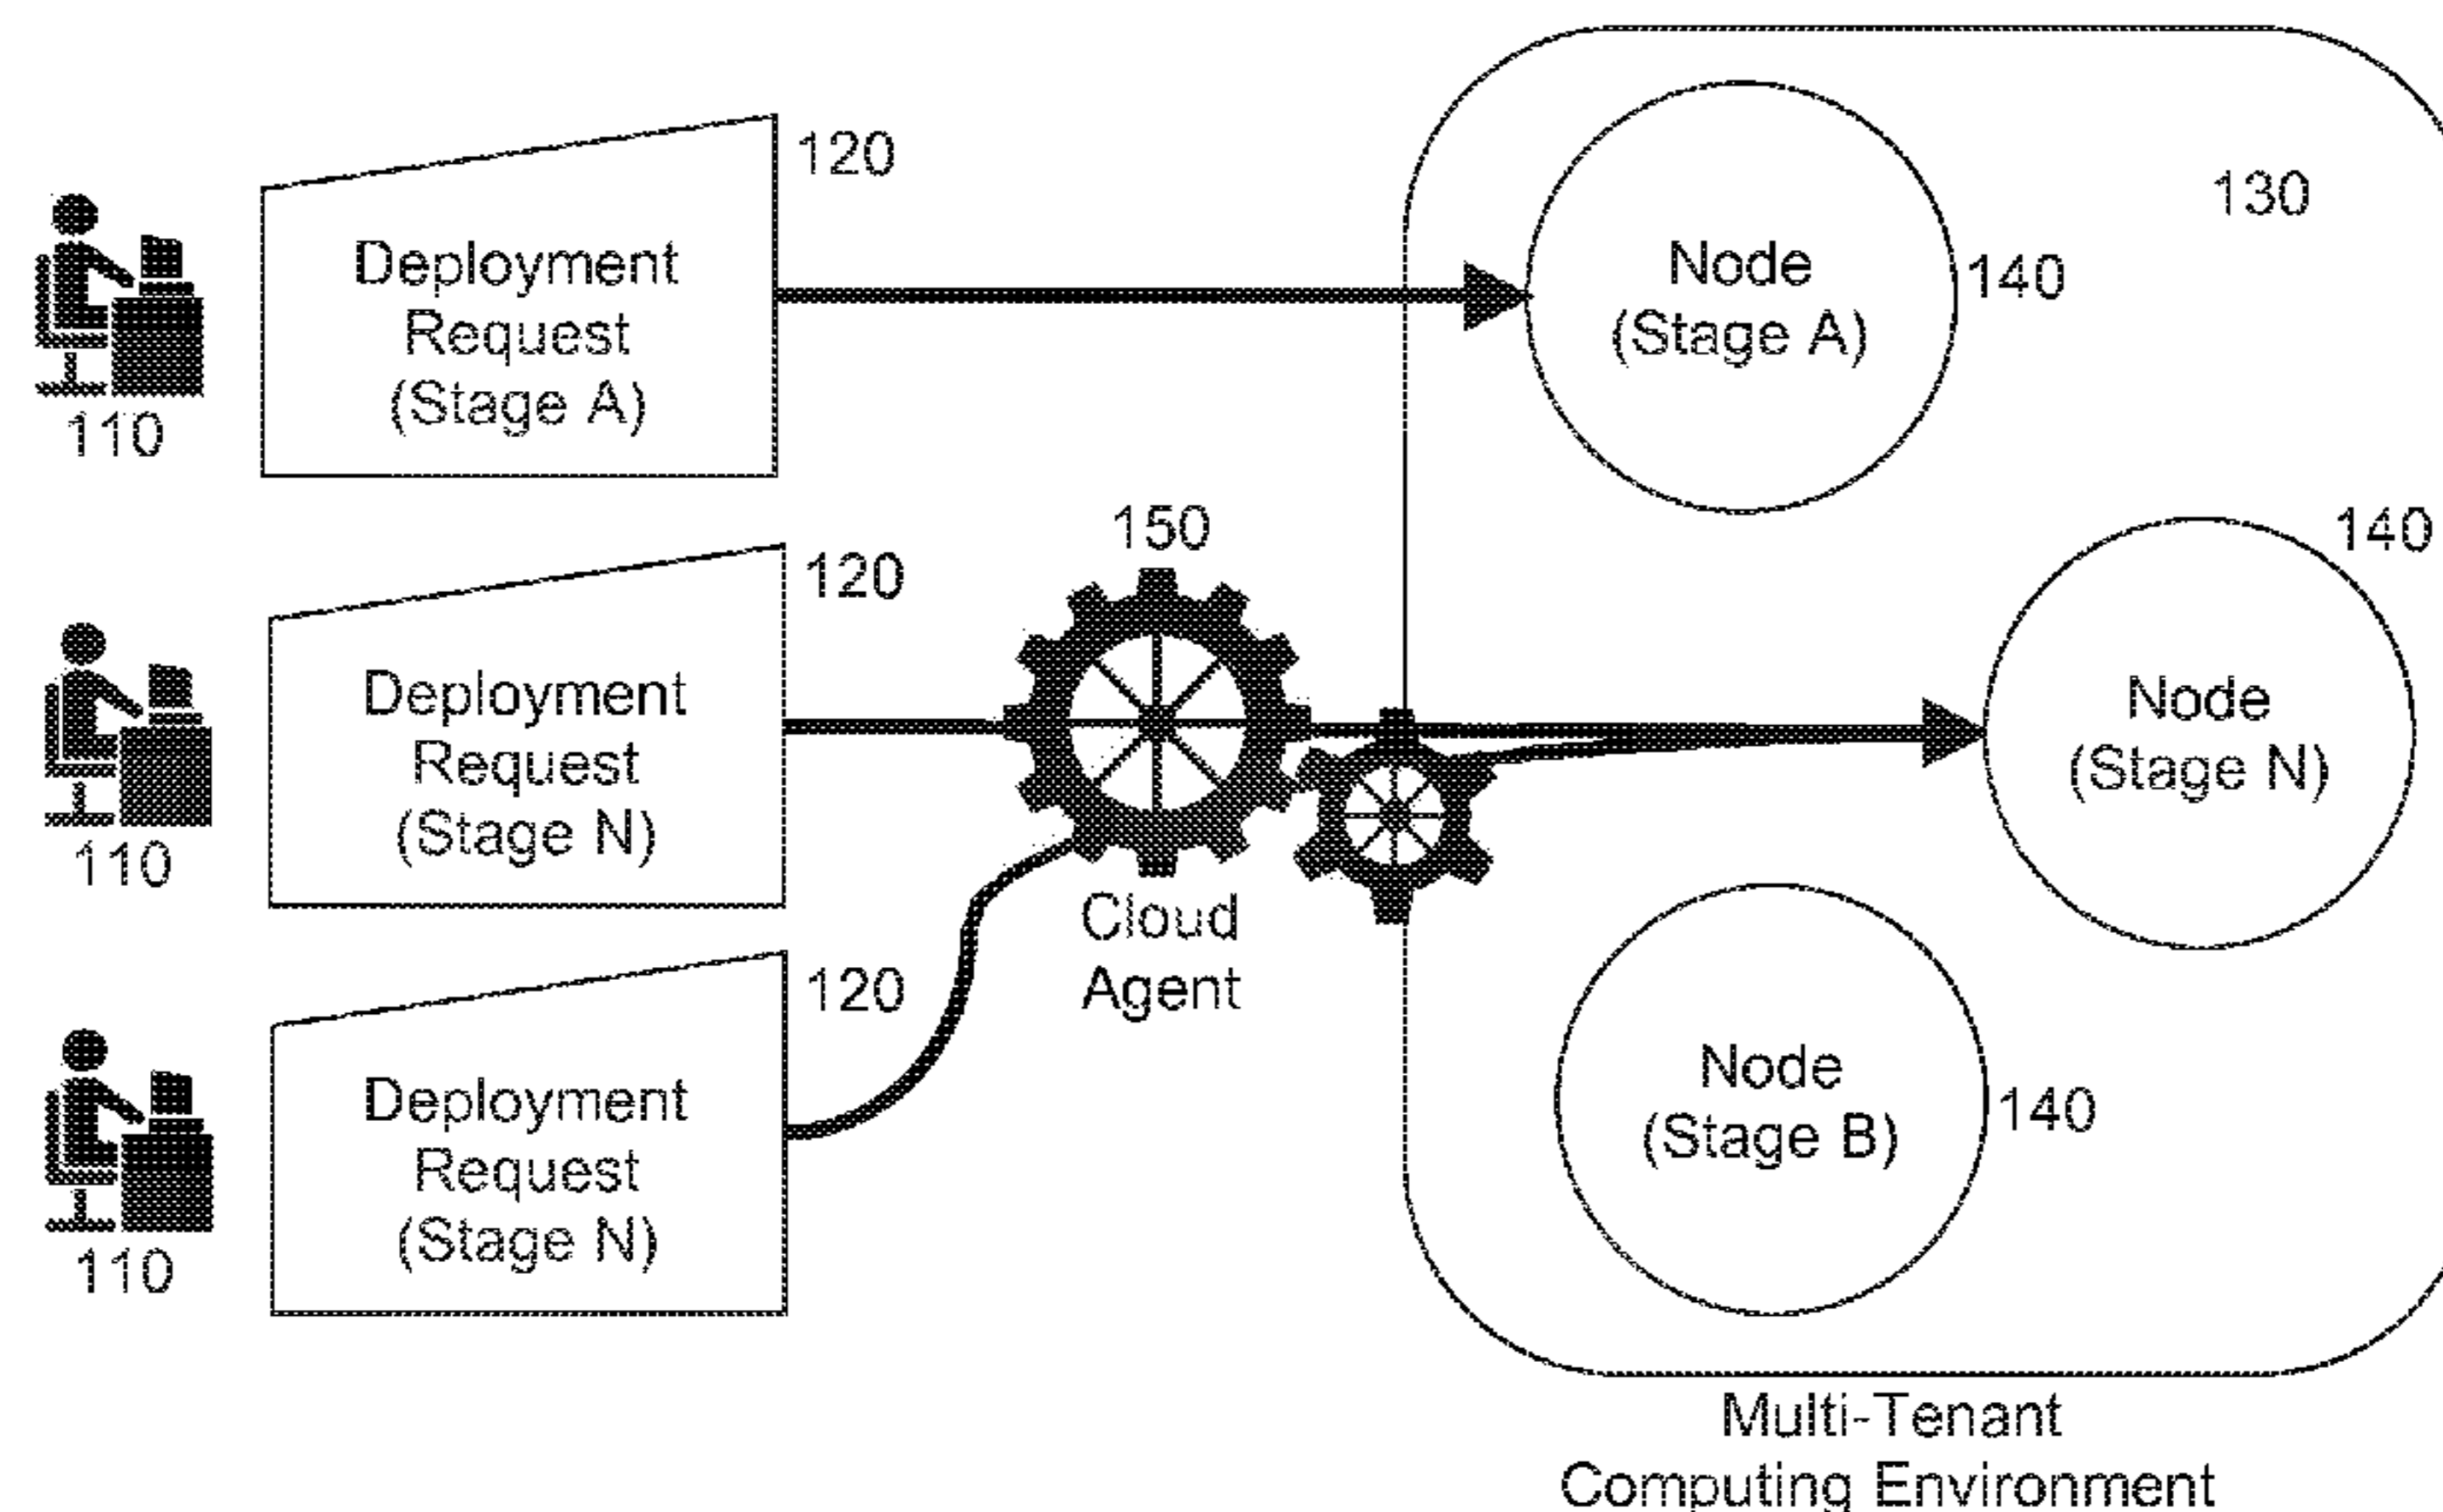 120
Deployment
Request
(Stage A)
110
130
Node
(Stage A)
140
150
120
Deployment
Request
(Stage N)
110
Cloud
Agent
140
Node
(Stage N)
120
Deployment
Request
(Stage N)
110
Node
(Stage B)
140
Multi-Tenant
Computing Environment